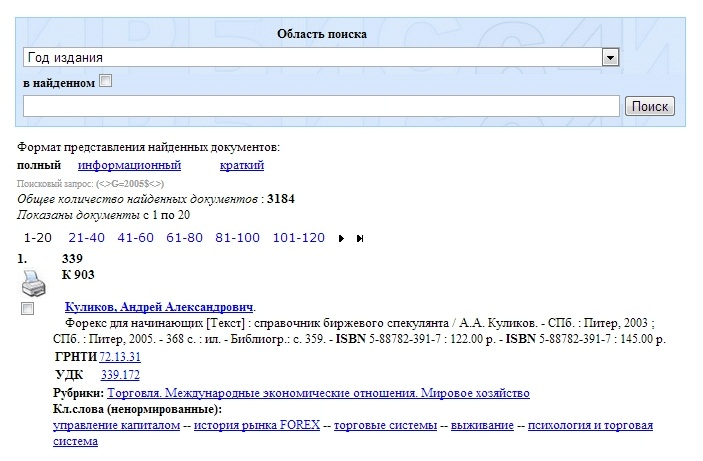 ИРБИС 64
Область поиска
Год издания
в найденном
Поиск
Формат представления найденных документов:
полный информационный краткий
Поисковый запрос: (<.>G=2005$<.>)
Общее количество найденных документов : 3184
Показаны документы с 1 по 20
1-20 21-40 41-60 61-80 81-100 101-120
1. 339
К 903
Куликов, Андрей Александрович.
Форекс для начинающих [Текст] : справочник биржевого спекулянта / А.А. Куликов. - СПб. : Питер, 2003 ;
СПб. : Питер, 2005. - 368 с. : ил. - Библиогр.: с. 359. - ISBN 5-88782-391-7 : 122.00 р. - ISBN 5-88782-391-7 : 145.00 р.
ГРНТИ 72.13.31
УДК 339.172
Рубрики: Торговля. Международные экономические отношения. Мировое хозяйство
Кл.слова (ненормированные):
управление капиталом -- история рынка FOREX -- торговые системы -- выживание -- психология и торговая
система